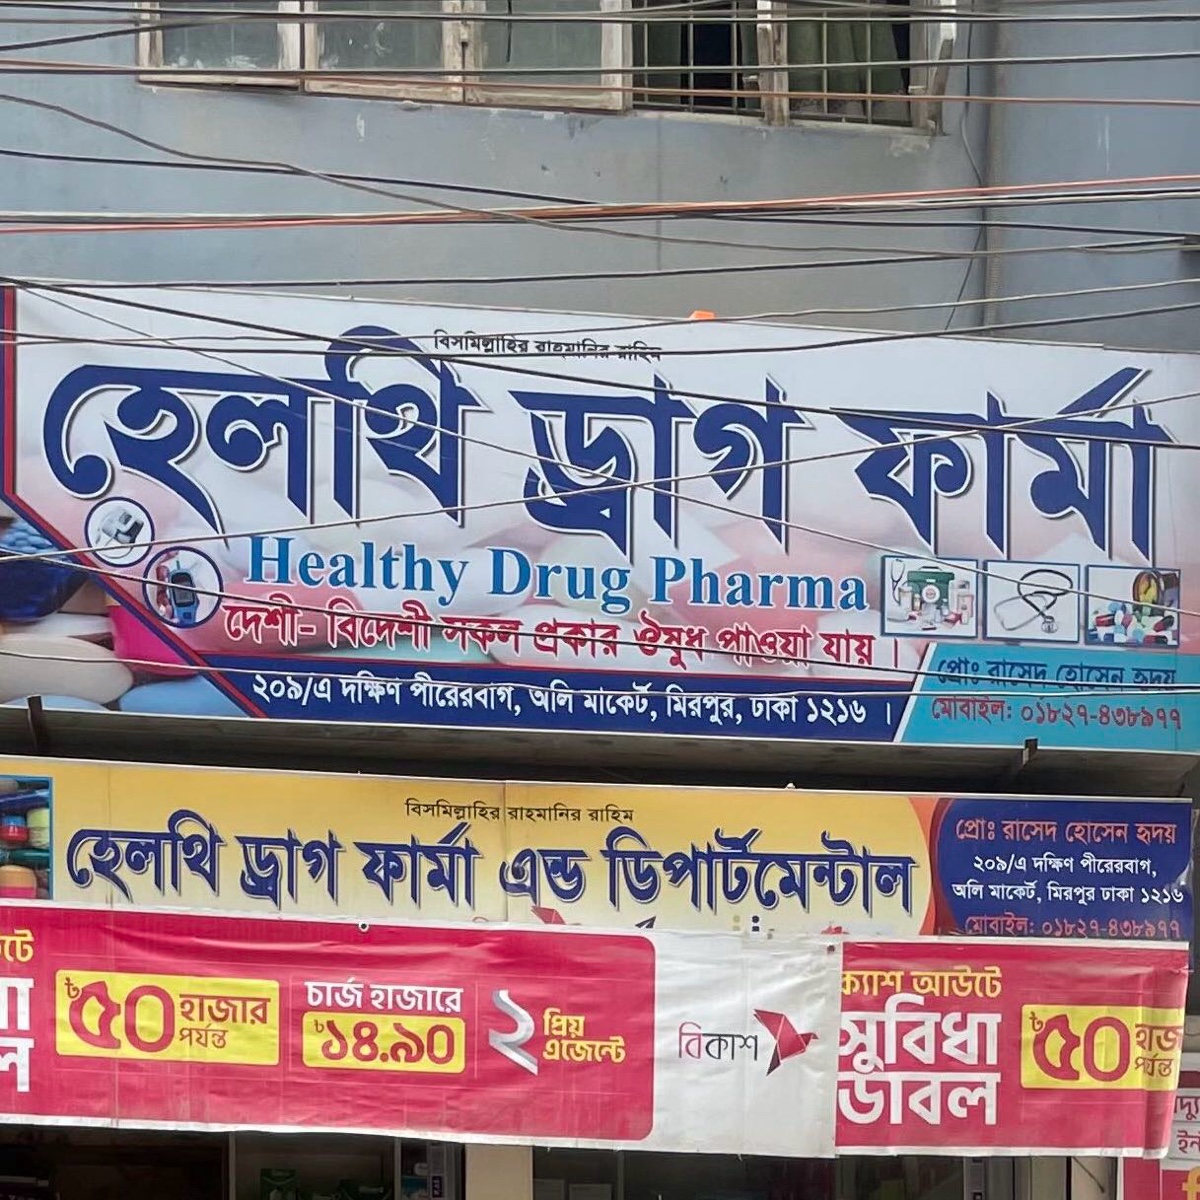 বিসমিল্লাহির রাহমানির রাহিম
হেলথি ড্রাগ ফার্মা
Healthy Drug Pharma
দেশী- বিদেশী সকল প্রকার ঔষুধ পাওয়া যায় ।
২০৯/এ দক্ষিণ পীরেরবাগ, অলি মার্কেট, মিরপুর, ঢাকা ১২১৬ ।
প্রোঃ রাসেদ হোসেন হৃদয়
মোবাইল: ০১৮২৭-৪৩৮৯৭৭
বিসমিল্লাহির রাহমানির রাহিম
হেলথি ড্রাগ ফার্মা এন্ড ডিপার্টমেন্টাল
প্রোঃ রাসেদ হোসেন হৃদয়
২০৯/এ দক্ষিণ পীরেরবাগ,
অলি মার্কেট, মিরপুর ঢাকা ১২১৬
মোবাইল: ০১৮২৭-৪৩৮৯৭৭
৳৫০ হাজার পর্যন্ত
চার্জ হাজারে
৳১৪.৯০
২ প্রিয় এজেন্টে
বিকাশ
ক্যাশ আউটে
সুবিধা
ডাবল
৳৫০
পর্যন্ত